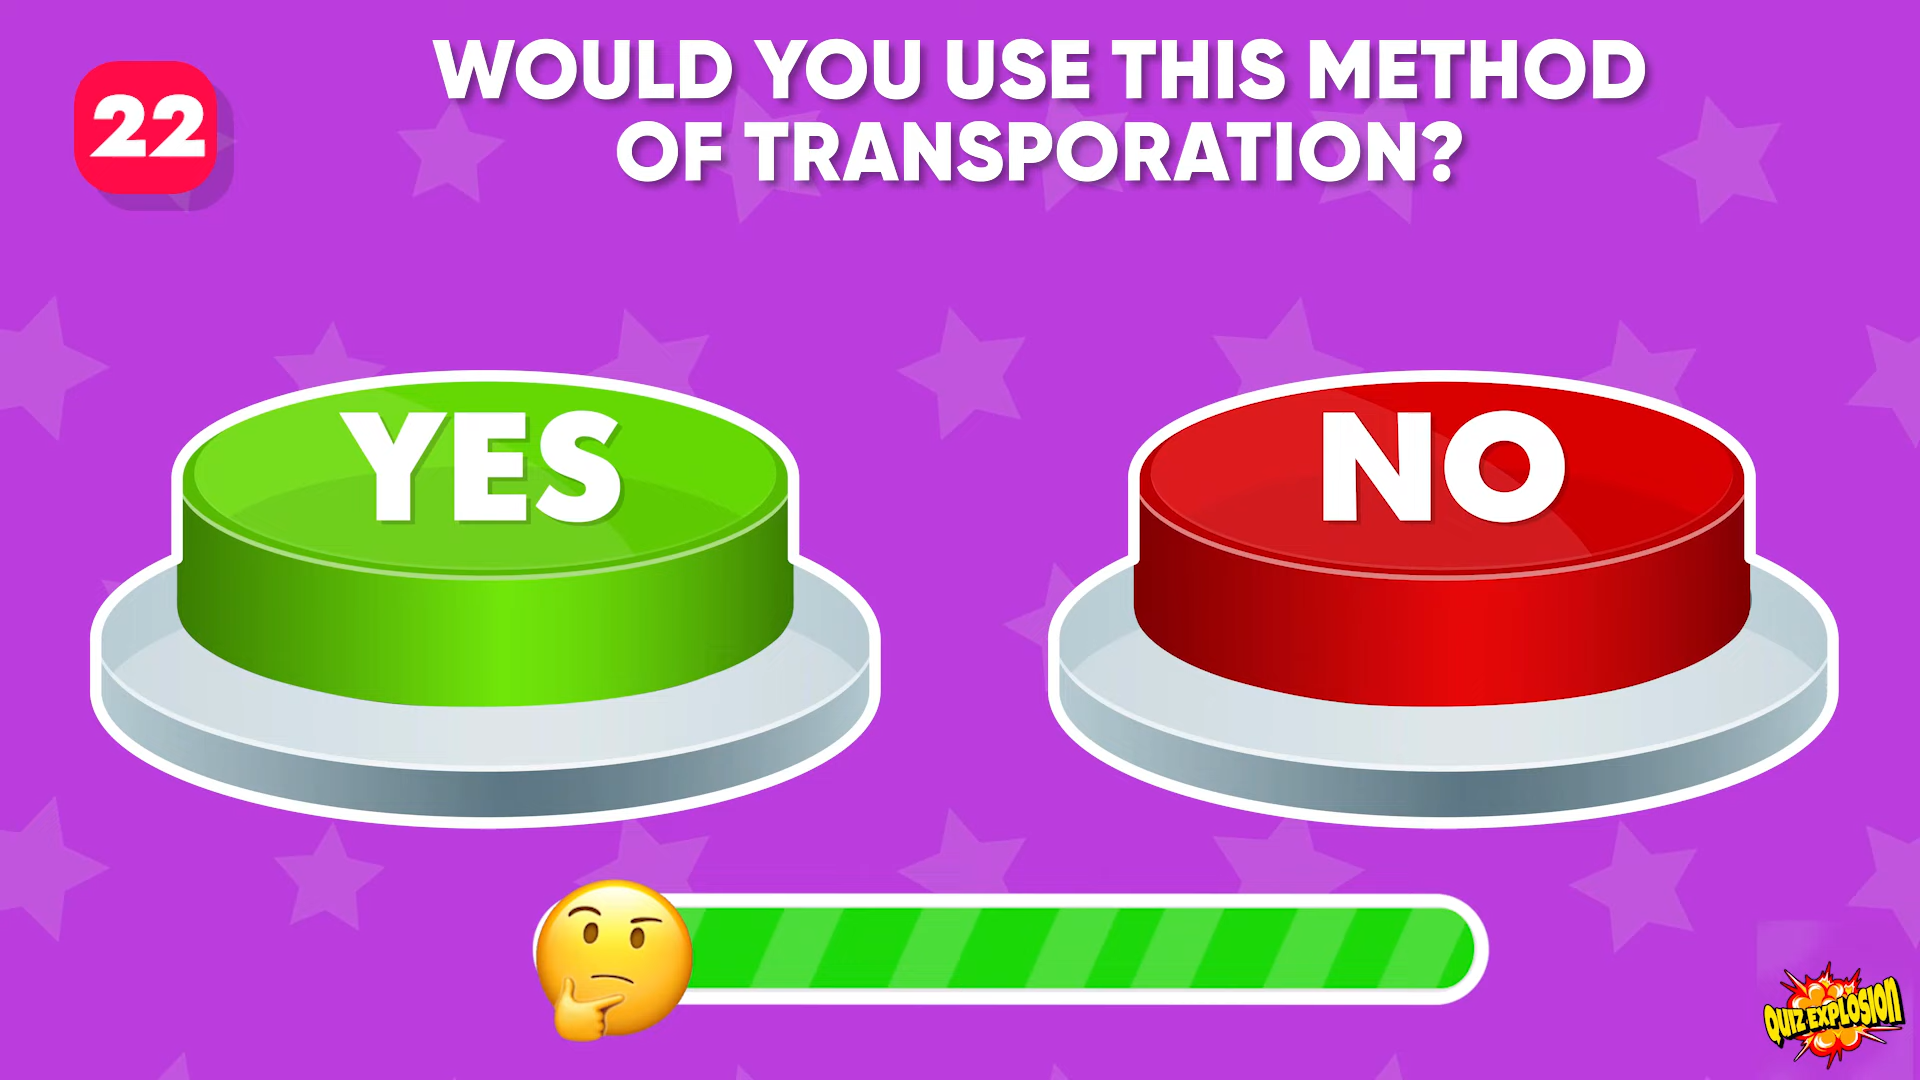 22
WOULD YOU USE THIS METHOD
OF TRANSPORATION?
YES
NO
QUIZ EXPLOSION